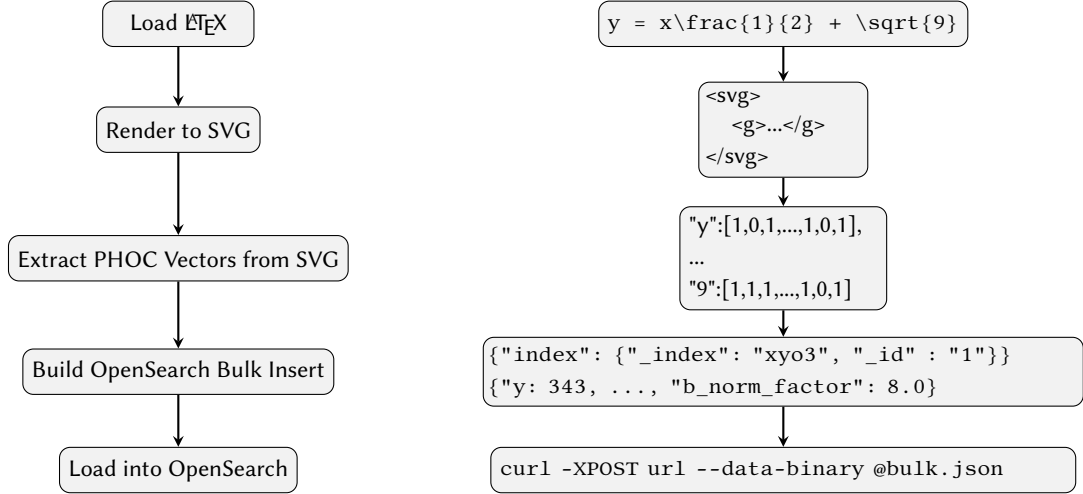 Load LATEX
Render to SVG
Extract PHOC Vectors from SVG
Build OpenSearch Bulk Insert
Load into OpenSearch
y = x\frac{1}{2} + \sqrt{9}
<svg>
<g>...</g>
</svg>
"y":[1,0,1,...,1,0,1],
...
"9":[1,1,1,...,1,0,1]
{"index": {"_index": "xyo3", "_id" : "1"}}
{"y: 343, ..., "b_norm_factor": 8.0}
curl -XPOST url --data-binary @bulk.json